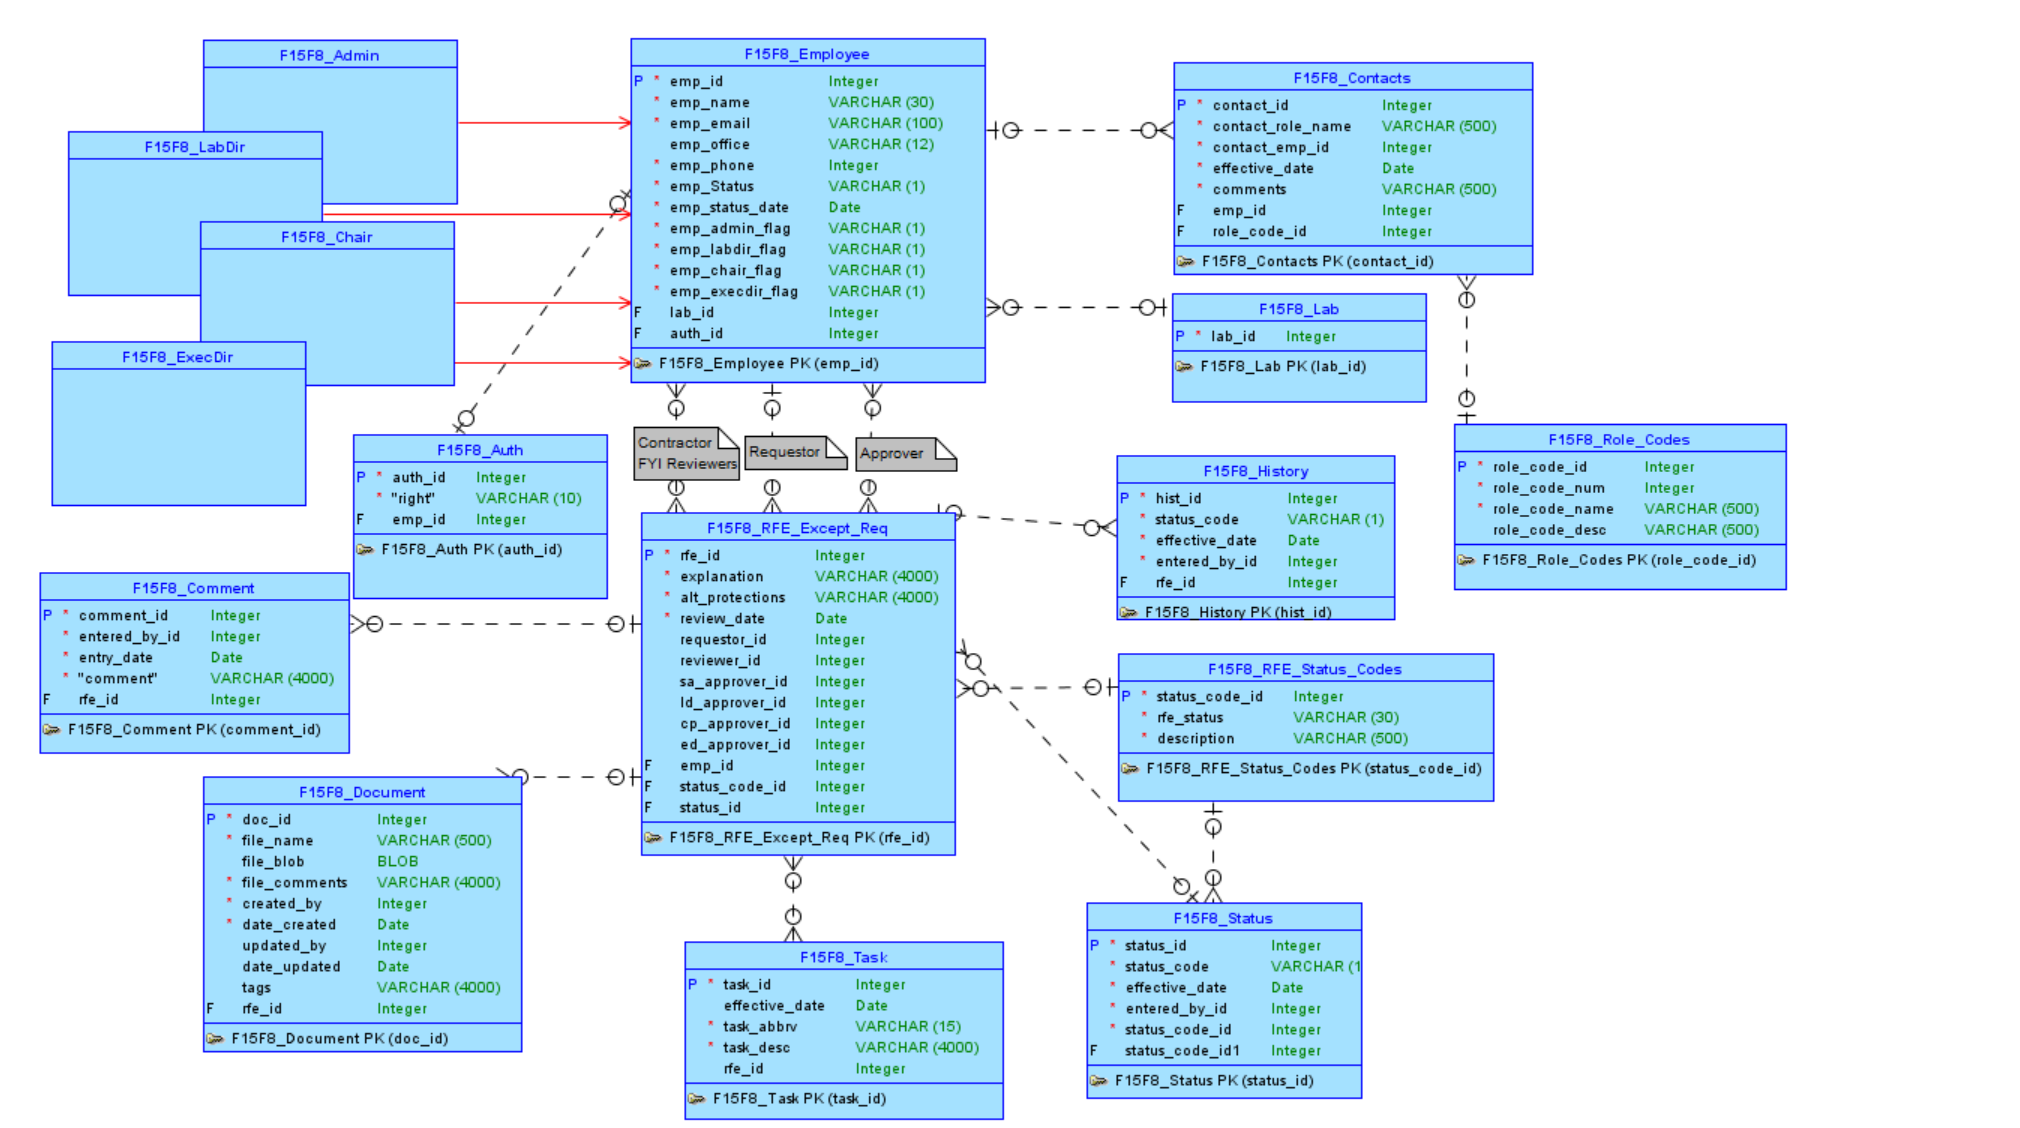 F15F8_Admin
F15F8_LabDir
F15F8_Chair
F15F8_ExecDir
F15F8_Employee
P * emp_id Integer
* emp_name VARCHAR (30)
* emp_email VARCHAR (100)
emp_office VARCHAR (12)
* emp_phone Integer
* emp_Status VARCHAR (1)
* emp_status_date Date
* emp_admin_flag VARCHAR (1)
* emp_labdir_flag VARCHAR (1)
* emp_chair_flag VARCHAR (1)
* emp_execdir_flag VARCHAR (1)
F lab_id Integer
F auth_id Integer
F15F8_Employee PK (emp_id)
F15F8_Contacts
P * contact_id Integer
* contact_role_name VARCHAR (500)
* contact_emp_id Integer
* effective_date Date
* comments VARCHAR (500)
F emp_id Integer
F role_code_id Integer
F15F8_Contacts PK (contact_id)
F15F8_Lab
P * lab_id Integer
F15F8_Lab PK (lab_id)
F15F8_Role_Codes
P * role_code_id Integer
* role_code_num Integer
* role_code_name VARCHAR (500)
role_code_desc VARCHAR (500)
F15F8_Role_Codes PK (role_code_id)
Contractor
FYI Reviewers
Requestor
Approver
F15F8_Auth
P * auth_id Integer
* "right" VARCHAR (10)
F emp_id Integer
F15F8_Auth PK (auth_id)
F15F8_History
P * hist_id Integer
* status_code VARCHAR (1)
* effective_date Date
* entered_by_id Integer
F rfe_id Integer
F15F8_History PK (hist_id)
F15F8_RFE_Except_Req
P * rfe_id Integer
* explanation VARCHAR (4000)
* alt_protections VARCHAR (4000)
* review_date Date
requestor_id Integer
reviewer_id Integer
sa_approver_id Integer
ld_approver_id Integer
cp_approver_id Integer
ed_approver_id Integer
F emp_id Integer
F status_code_id Integer
F status_id Integer
F15F8_RFE_Except_Req PK (rfe_id)
F15F8_Comment
P * comment_id Integer
* entered_by_id Integer
* entry_date Date
* "comment" VARCHAR (4000)
F rfe_id Integer
F15F8_Comment PK (comment_id)
F15F8_RFE_Status_Codes
P * status_code_id Integer
* rfe_status VARCHAR (30)
* description VARCHAR (500)
F15F8_RFE_Status_Codes PK (status_code_id)
F15F8_Document
P * doc_id Integer
* file_name VARCHAR (500)
file_blob BLOB
* file_comments VARCHAR (4000)
* created_by Integer
* date_created Date
updated_by Integer
date_updated Date
tags VARCHAR (4000)
F rfe_id Integer
F15F8_Document PK (doc_id)
F15F8_Task
P * task_id Integer
effective_date Date
* task_abbrv VARCHAR (15)
* task_desc VARCHAR (4000)
rfe_id Integer
F15F8_Task PK (task_id)
F15F8_Status
P * status_id Integer
* status_code VARCHAR (1
* effective_date Date
* entered_by_id Integer
* status_code_id Integer
F status_code_id1 Integer
F15F8_Status PK (status_id)